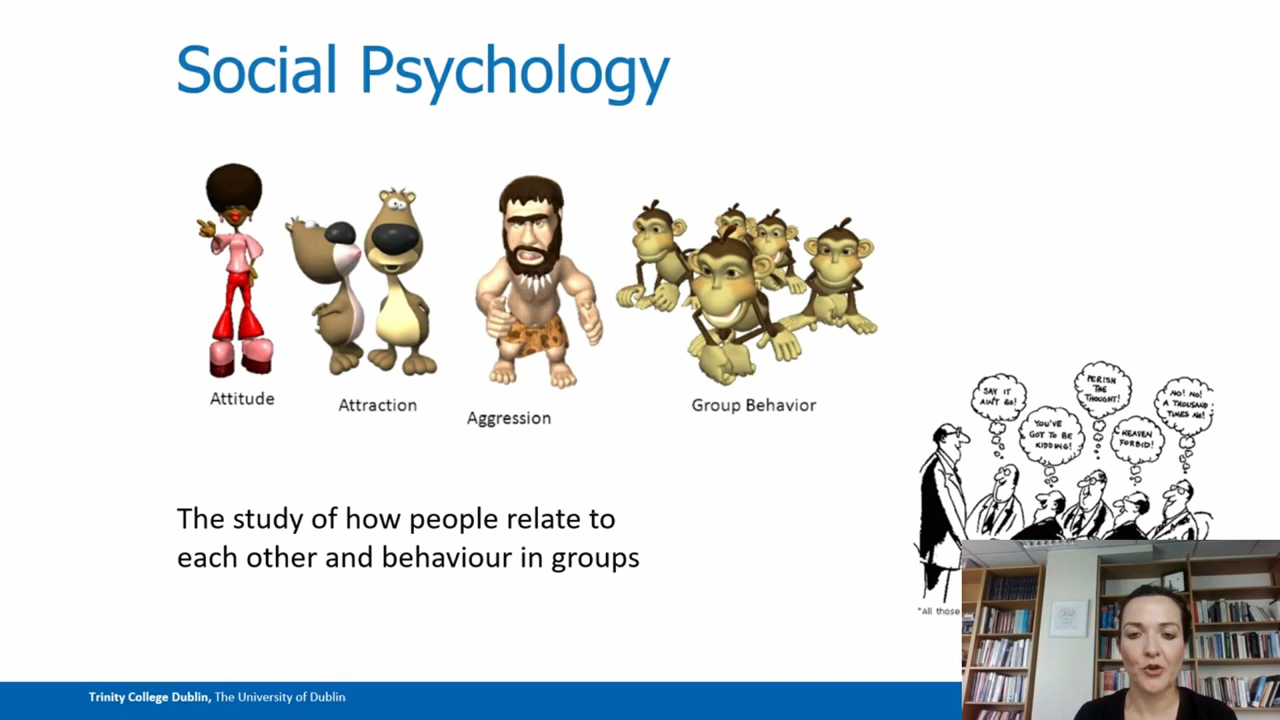 Social Psychology
Attitude
Attraction
Aggression
Group Behavior
SAY IT
AIN'T SO!
YOU'VE
GOT TO BE
KIDDING!
PERISH
THE
THOUGHT!
HEAVEN
FORBID!
NO! NO!
A THOUSAND
TIMES NO!
The study of how people relate to
each other and behaviour in groups
"All those
Trinity College Dublin, The University of Dublin